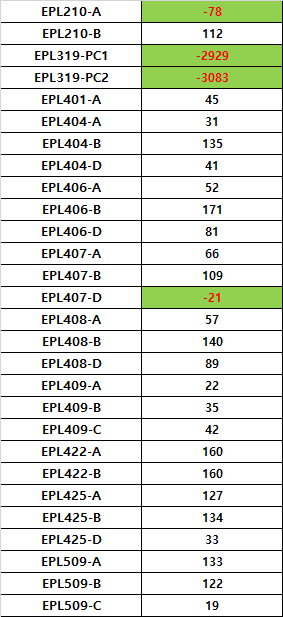 EPL210-A -78
EPL210-B 112
EPL319-PC1 -2929
EPL319-PC2 -3083
EPL401-A 45
EPL404-A 31
EPL404-B 135
EPL404-D 41
EPL406-A 52
EPL406-B 171
EPL406-D 81
EPL407-A 66
EPL407-B 109
EPL407-D -21
EPL408-A 57
EPL408-B 140
EPL408-D 89
EPL409-A 22
EPL409-B 35
EPL409-C 42
EPL422-A 160
EPL422-B 160
EPL425-A 127
EPL425-B 134
EPL425-D 33
EPL509-A 133
EPL509-B 122
EPL509-C 19